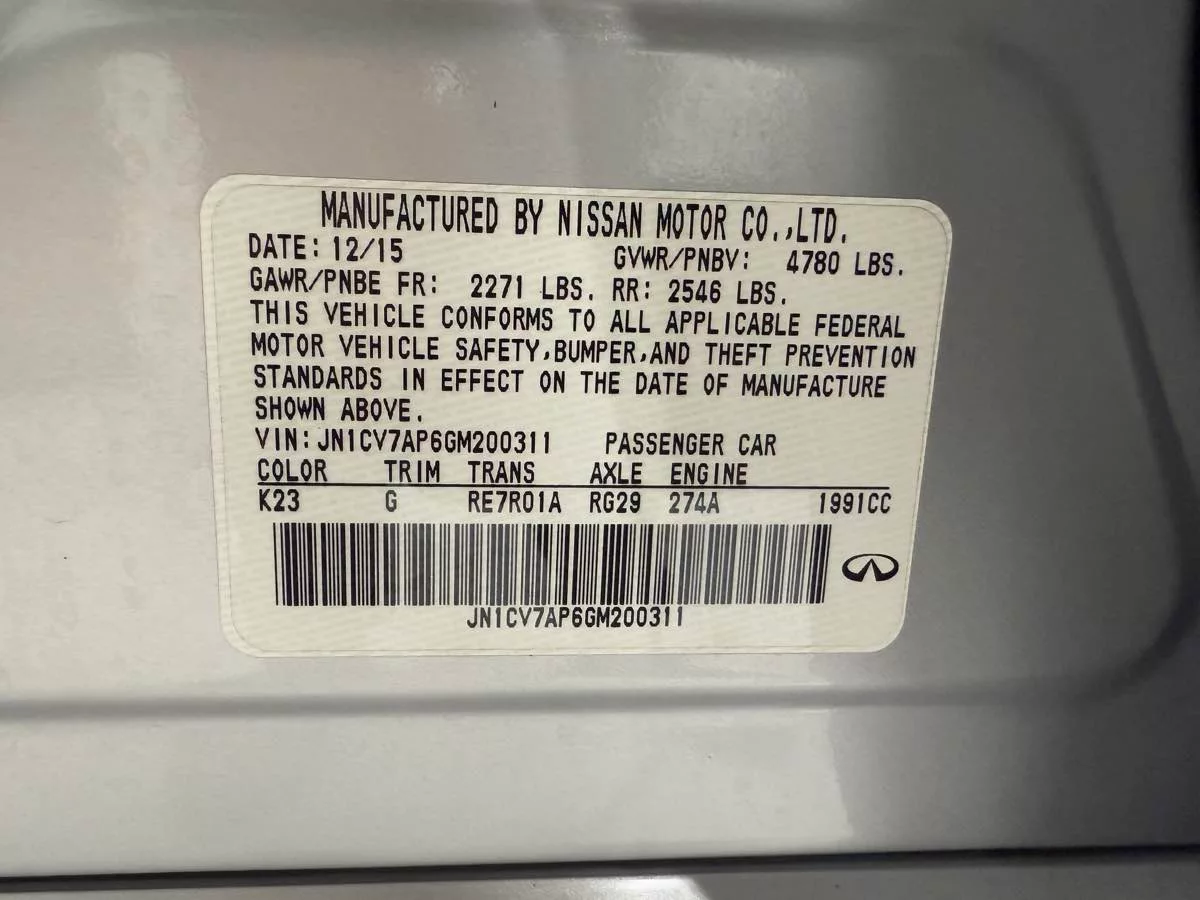 MANUFACTURED BY NISSAN MOTOR CO.,LTD.
DATE: 12/15 GVWR/PNBV: 4780 LBS.
GAWR/PNBE FR: 2271 LBS. RR: 2546 LBS.
THIS VEHICLE CONFORMS TO ALL APPLICABLE FEDERAL
MOTOR VEHICLE SAFETY,BUMPER,AND THEFT PREVENTION
STANDARDS IN EFFECT ON THE DATE OF MANUFACTURE
SHOWN ABOVE.
VIN:JN1CV7AP6GM200311 PASSENGER CAR
COLOR TRIM TRANS AXLE ENGINE
K23 G RE7R01A RG29 274A 1991CC
JN1CV7AP6GM200311